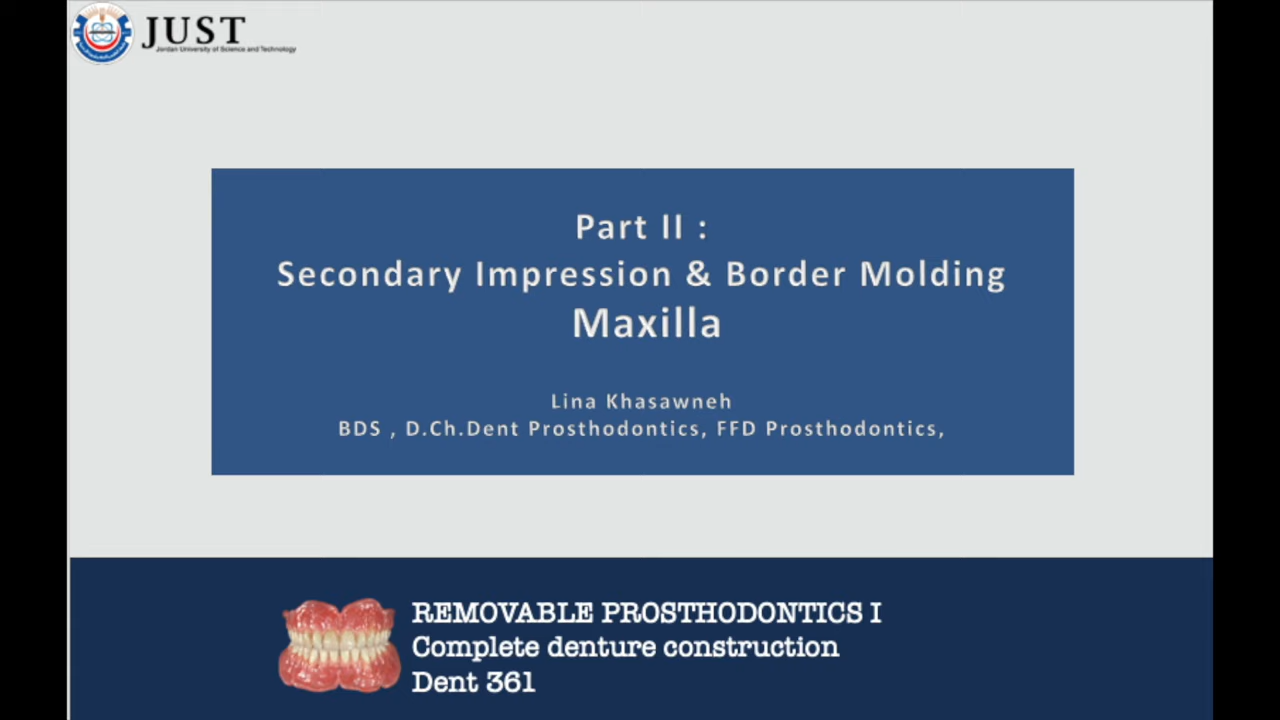 JUST
Jordan University of Science and Technology
Part II :
Secondary Impression & Border Molding
Maxilla
Lina Khasawneh
BDS , D.Ch.Dent Prosthodontics, FFD Prosthodontics,
REMOVABLE PROSTHODONTICS I
Complete denture construction
Dent 361